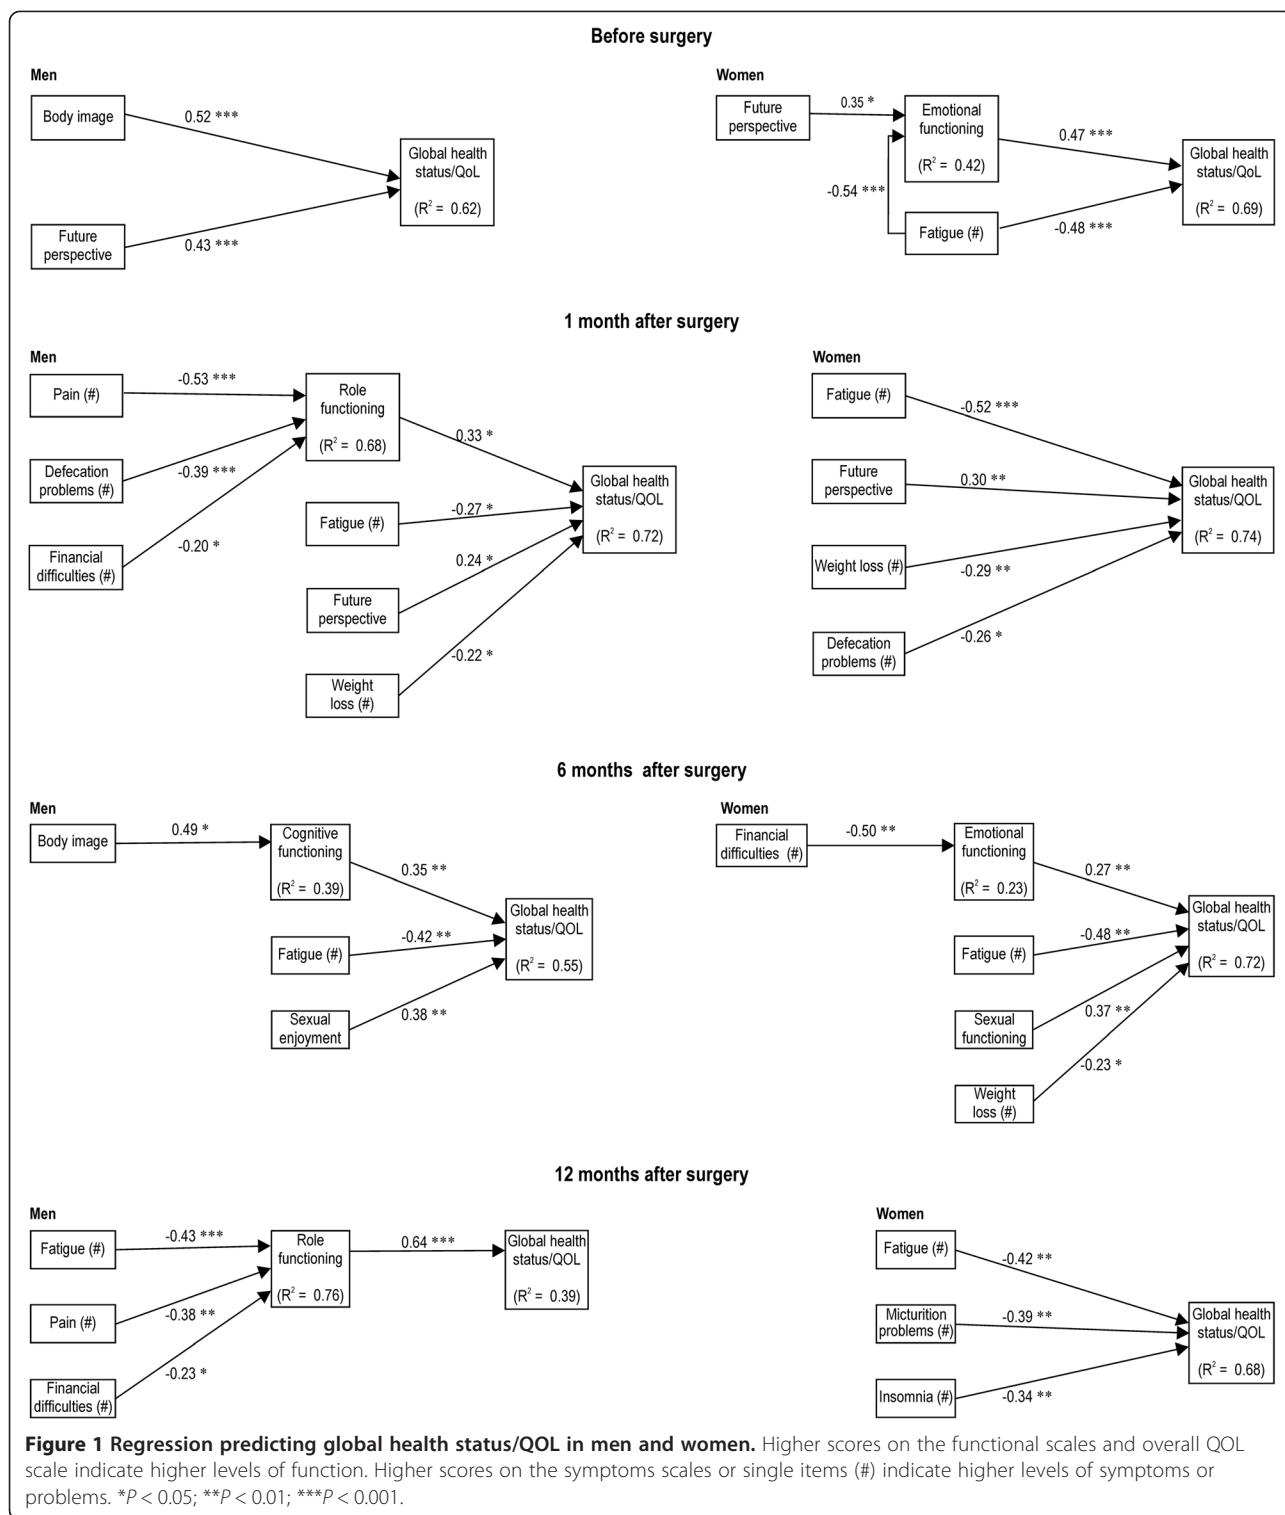 Before surgery
Men
Body image
0.52 ***
Global health
status/QoL
(R² = 0.62)
Future
perspective
0.43 ***
Women
Future
perspective
0.35 *
Emotional
functioning
(R² = 0.42)
0.47 ***
Global health
status/QoL
(R² = 0.69)
-0.54 ***
Fatigue (#)
-0.48 ***
1 month after surgery
Men
Pain (#)
-0.53 ***
Role
functioning
(R² = 0.68)
0.33 *
Defecation
problems (#)
-0.39 ***
Global health
status/QOL
(R² = 0.72)
Fatigue (#)
-0.27 *
Financial
difficulties (#)
-0.20 *
0.24 *
Future
perspective
-0.22 *
Weight
loss (#)
Women
Fatigue (#)
-0.52 ***
Future
perspective
0.30 **
Global health
status/QOL
(R² = 0.74)
Weight loss (#)
-0.29 **
Defecation
problems (#)
-0.26 *
6 months after surgery
Men
Body image
0.49 *
Cognitive
functioning
(R² = 0.39)
0.35 **
Global health
status/QOL
(R² = 0.55)
Fatigue (#)
-0.42 **
Sexual
enjoyment
0.38 **
Women
Financial
difficulties (#)
-0.50 **
Emotional
functioning
(R² = 0.23)
0.27 **
Global health
status/QOL
(R² = 0.72)
Fatigue (#)
-0.48 **
Sexual
functioning
0.37 **
-0.23 *
Weight
loss (#)
12 months after surgery
Men
Fatigue (#)
-0.43 ***
Role
functioning
(R² = 0.76)
0.64 ***
Global health
status/QOL
(R² = 0.39)
Pain (#)
-0.38 **
-0.23 *
Financial
difficulties (#)
Women
Fatigue (#)
-0.42 **
Micturition
problems (#)
-0.39 **
Global health
status/QOL
(R² = 0.68)
Insomnia (#)
-0.34 **
Figure 1 Regression predicting global health status/QOL in men and women. Higher scores on the functional scales and overall QOL
scale indicate higher levels of function. Higher scores on the symptoms scales or single items (#) indicate higher levels of symptoms or
problems. *P < 0.05; **P < 0.01; ***P < 0.001.